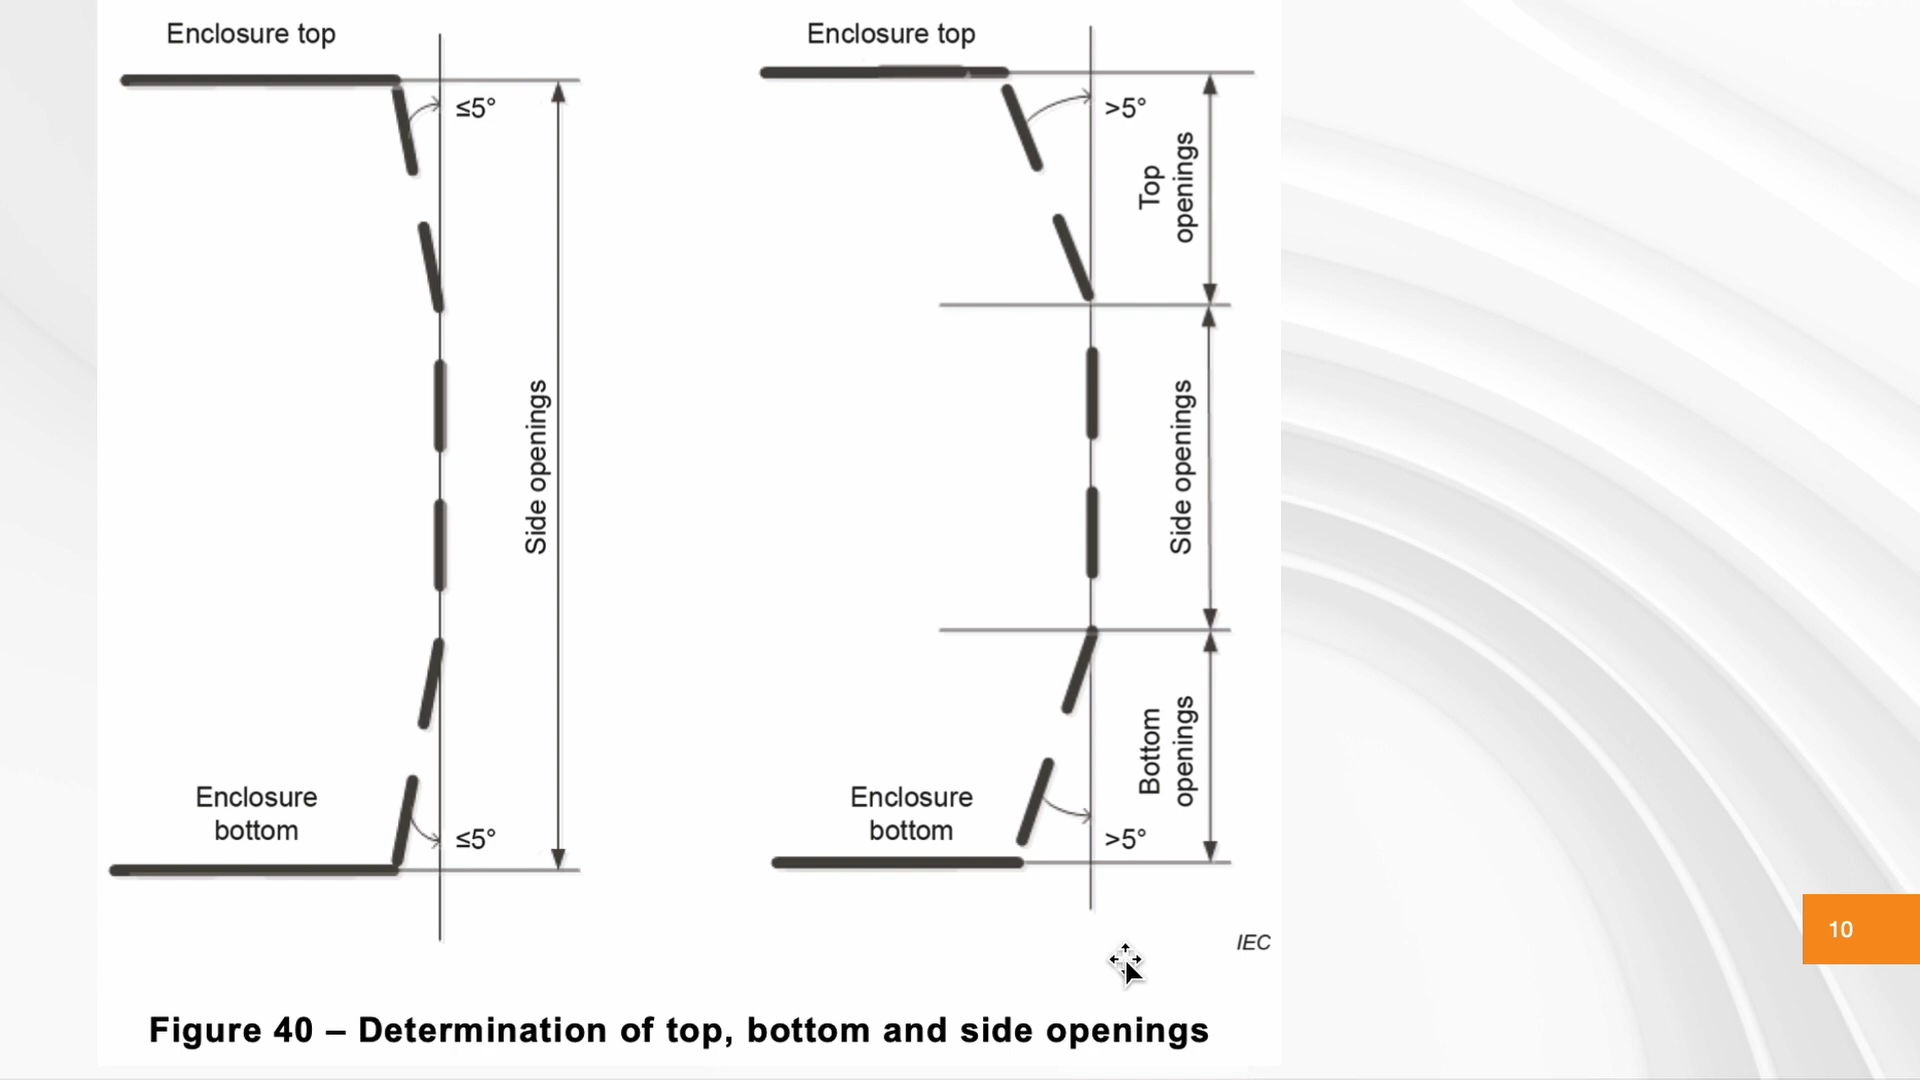 Enclosure top
≤5°
Side openings
Enclosure
bottom
≤5°
Enclosure top
>5°
Top
openings
Side openings
Bottom
openings
Enclosure
bottom
>5°
IEC
10
Figure 40 – Determination of top, bottom and side openings